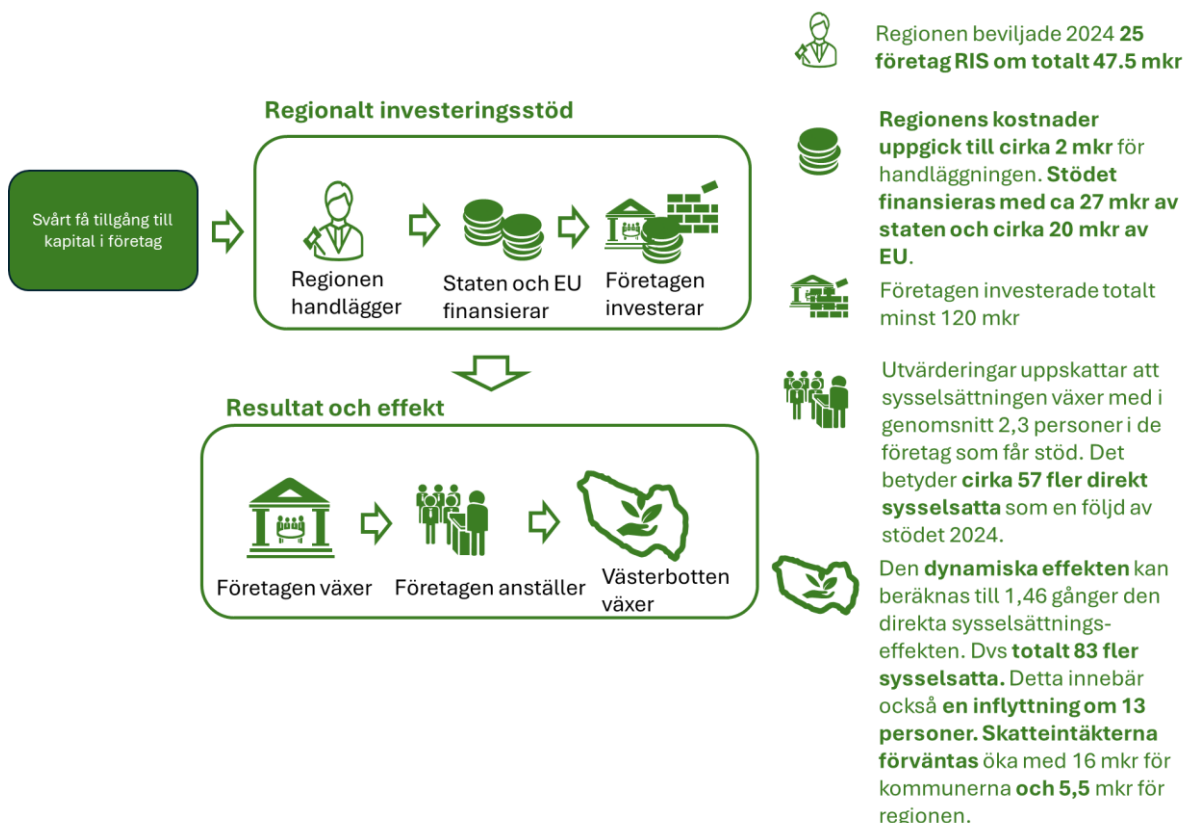 Svårt få tillgång till
kapital i företag
Regionalt investeringsstöd
Regionen
handlägger
Staten och EU
finansierar
Företagen
investerar
Resultat och effekt
Företagen växer
Företagen anställer
Västerbotten
växer
Regionen beviljade 2024 25
företag RIS om totalt 47.5 mkr
Regionens kostnader
uppgick till cirka 2 mkr för
handläggningen. Stödet
finansieras med ca 27 mkr av
staten och cirka 20 mkr av
EU.
Företagen investerade totalt
minst 120 mkr
Utvärderingar uppskattar att
sysselsättningen växer med i
genomsnitt 2,3 personer i de
företag som får stöd. Det
betyder cirka 57 fler direkt
sysselsatta som en följd av
stödet 2024.
Den dynamiska effekten kan
beräknas till 1,46 gånger den
direkta sysselsättnings-
effekten. Dvs totalt 83 fler
sysselsatta. Detta innebär
också en inflyttning om 13
personer. Skatteintäkterna
förväntas öka med 16 mkr för
kommunerna och 5,5 mkr för
regionen.